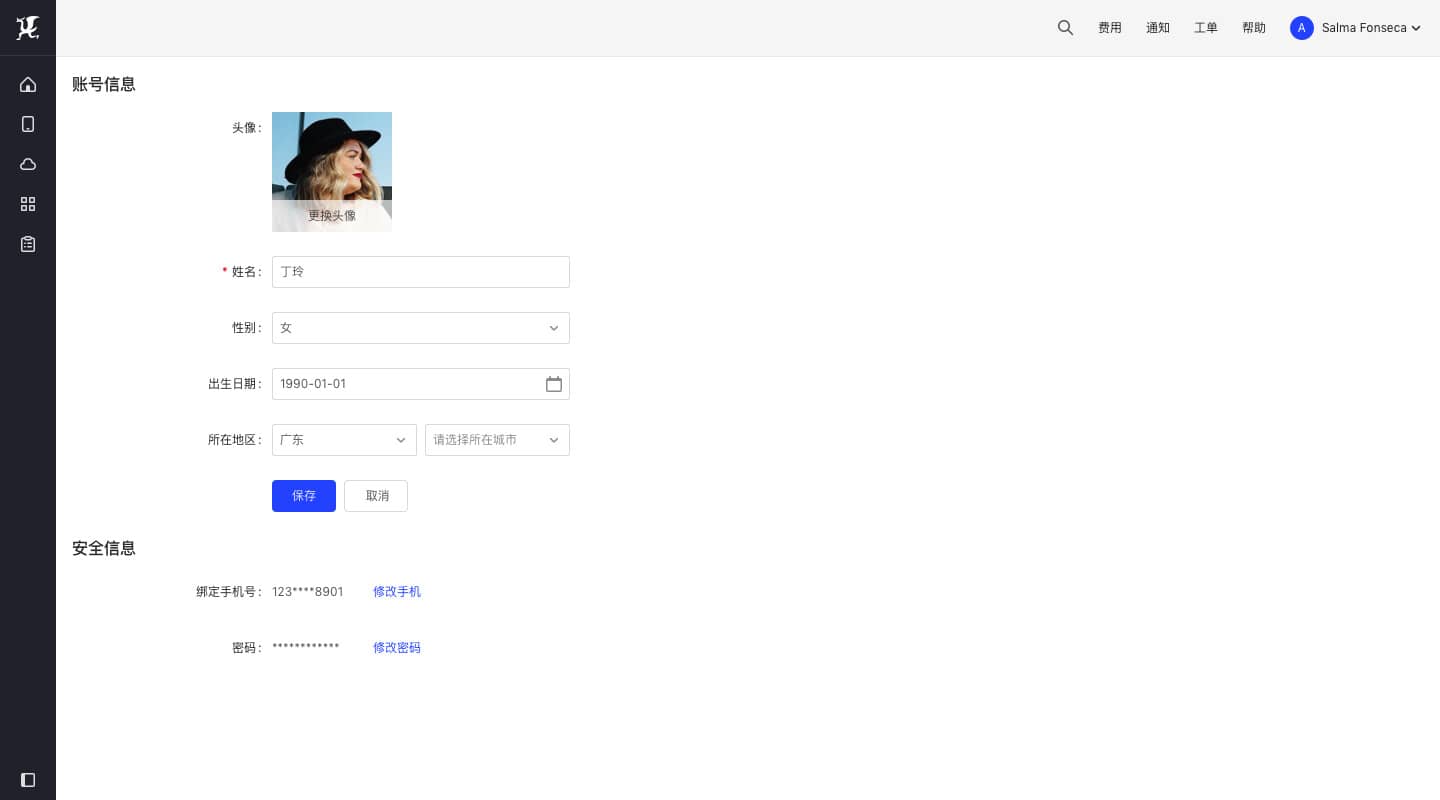 费用 通知 工单 帮助 A Salma Fonseca
账号信息
头像:
更换头像
* 姓名: 丁玲
性别: 女
出生日期: 1990-01-01
所在地区: 广东 请选择所在城市
保存 取消
安全信息
绑定手机号: 123****8901 修改手机
密码: ************ 修改密码